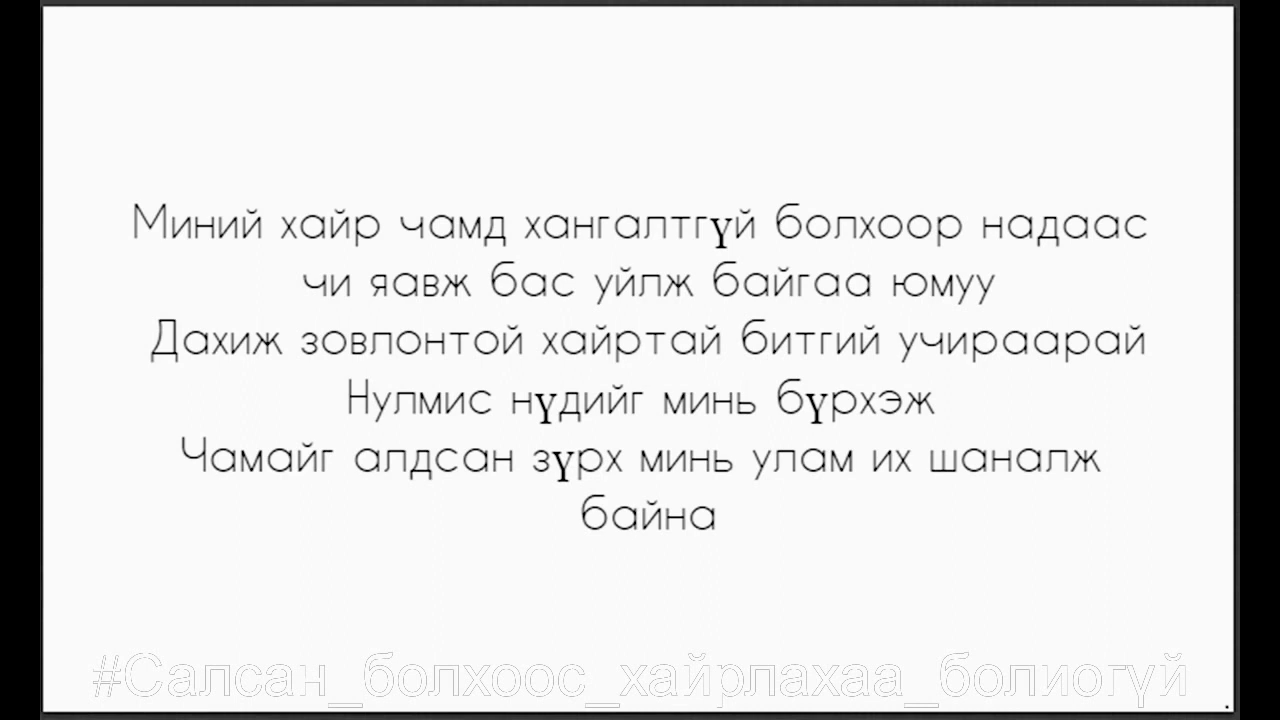 Миний хайр чамд хангалтгүй болхоор надаас
чи явж бас уйлж байгаа юмуу
Дахиж зовлонтой хайртай битгий учираарай
Нулмис нүдийг минь бүрхэж
Чамайг алдсан зүрх минь улам их шаналж
байна
#Салсан_болхоос_хайрлахаа_болиогүй
.